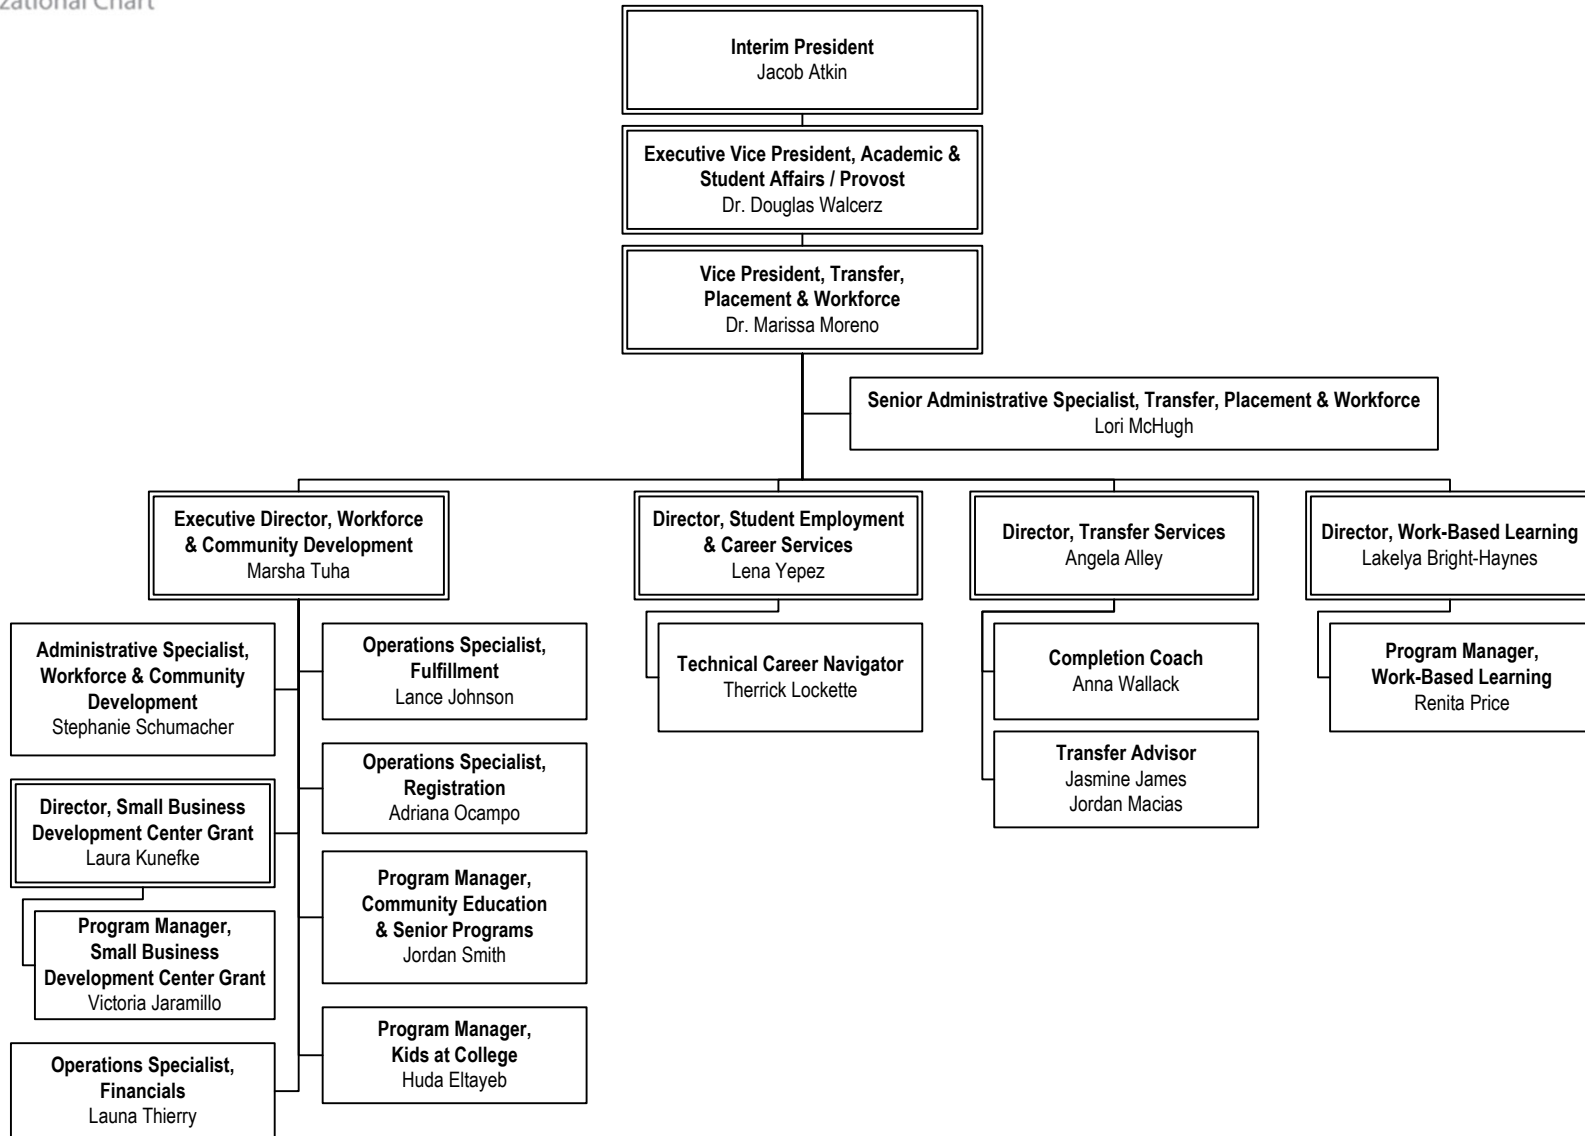 Interim President
Jacob Atkin
Executive Vice President, Academic &
Student Affairs / Provost
Dr. Douglas Walcerz
Vice President, Transfer,
Placement & Workforce
Dr. Marissa Moreno
Senior Administrative Specialist, Transfer, Placement & Workforce
Lori McHugh
Executive Director, Workforce
& Community Development
Marsha Tuha
Administrative Specialist,
Workforce & Community
Development
Stephanie Schumacher
Director, Small Business
Development Center Grant
Laura Kunefke
Program Manager,
Small Business
Development Center Grant
Victoria Jaramillo
Operations Specialist,
Financials
Launa Thierry
Operations Specialist,
Fulfillment
Lance Johnson
Operations Specialist,
Registration
Adriana Ocampo
Program Manager,
Community Education
& Senior Programs
Jordan Smith
Program Manager,
Kids at College
Huda Eltayeb
Director, Student Employment
& Career Services
Lena Yepez
Technical Career Navigator
Therrick Lockette
Director, Transfer Services
Angela Alley
Completion Coach
Anna Wallack
Transfer Advisor
Jasmine James
Jordan Macias
Director, Work-Based Learning
Lakelya Bright-Haynes
Program Manager,
Work-Based Learning
Renita Price